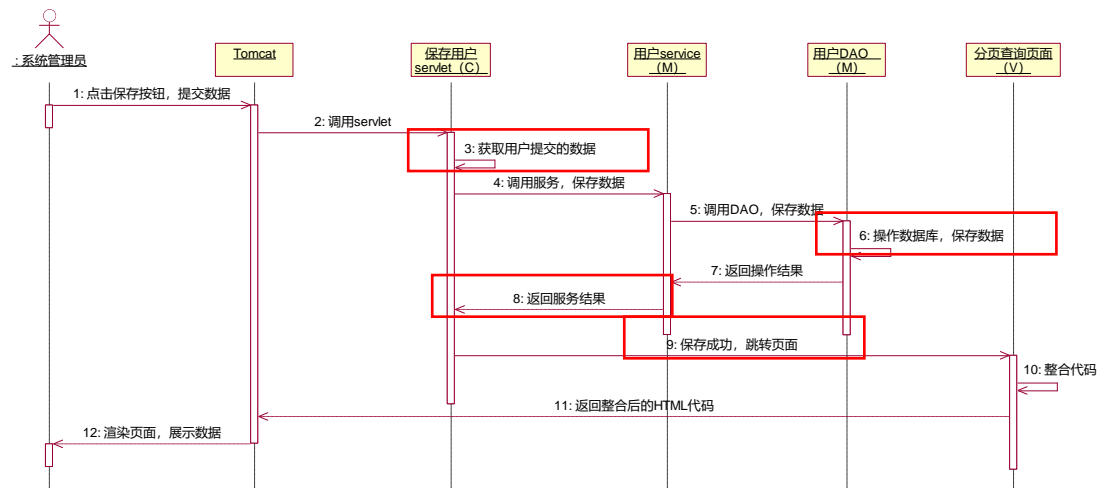 : 系统管理员
Tomcat
保存用户
servlet（C）
用户service
（M）
用户DAO
（M）
分页查询页面
（V）
1: 点击保存按钮，提交数据
2: 调用servlet
3: 获取用户提交的数据
4: 调用服务，保存数据
5: 调用DAO，保存数据
6: 操作数据库，保存数据
7: 返回操作结果
8: 返回服务结果
9: 保存成功，跳转页面
10: 整合代码
11: 返回整合后的HTML代码
12: 渲染页面，展示数据